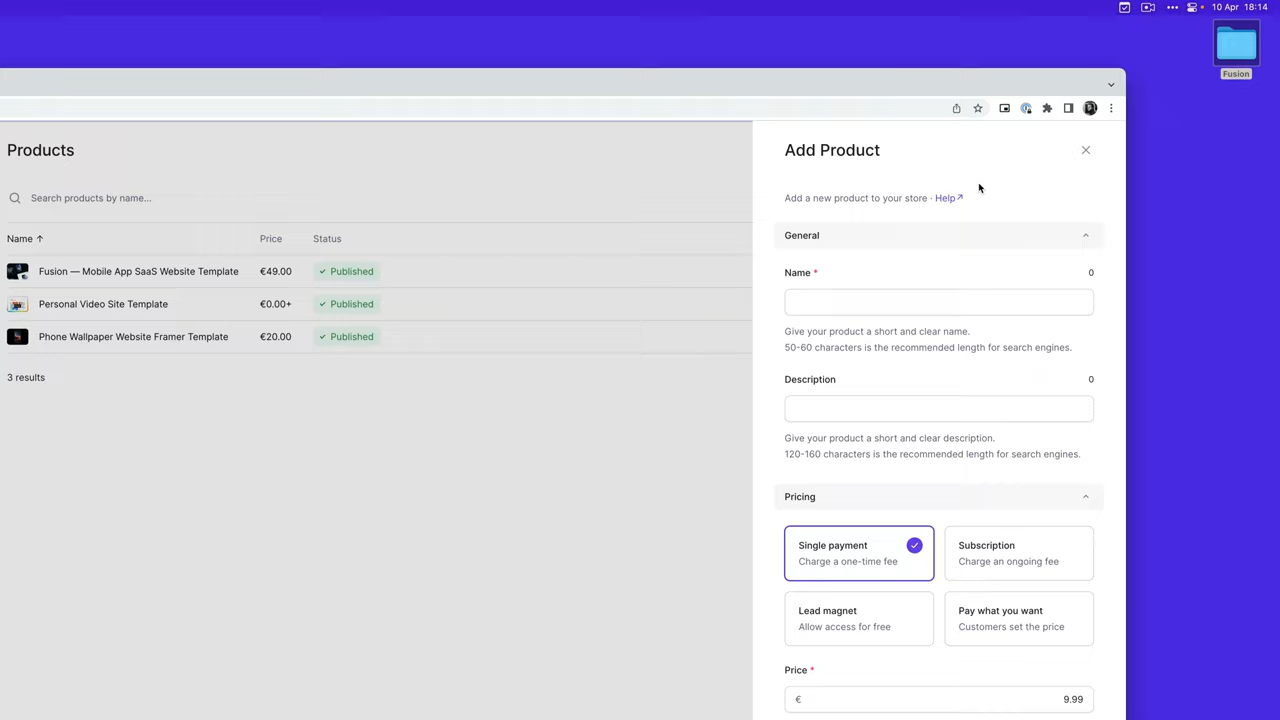 10 Apr 18:14
Fusion
Products
Search products by name...
Name ↑ Price Status
Fusion — Mobile App SaaS Website Template €49.00 Published
Personal Video Site Template €0.00+ Published
Phone Wallpaper Website Framer Template €20.00 Published
3 results
Add Product
Add a new product to your store · Help↗
General
Name * 0
Give your product a short and clear name.
50-60 characters is the recommended length for search engines.
Description 0
Give your product a short and clear description.
120-160 characters is the recommended length for search engines.
Pricing
Single payment
Charge a one-time fee
Subscription
Charge an ongoing fee
Lead magnet
Allow access for free
Pay what you want
Customers set the price
Price *
€ 9.99